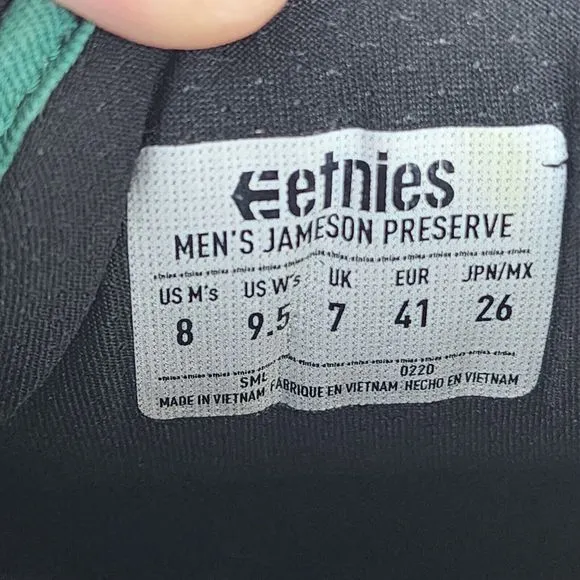 etnies
MEN'S JAMESON PRESERVE
US M's US W's UK EUR JPN/MX
8 9.5 7 41 26
SML 0220
MADE IN VIETNAM FABRIQUE EN VIETNAM HECHO EN VIETNAM